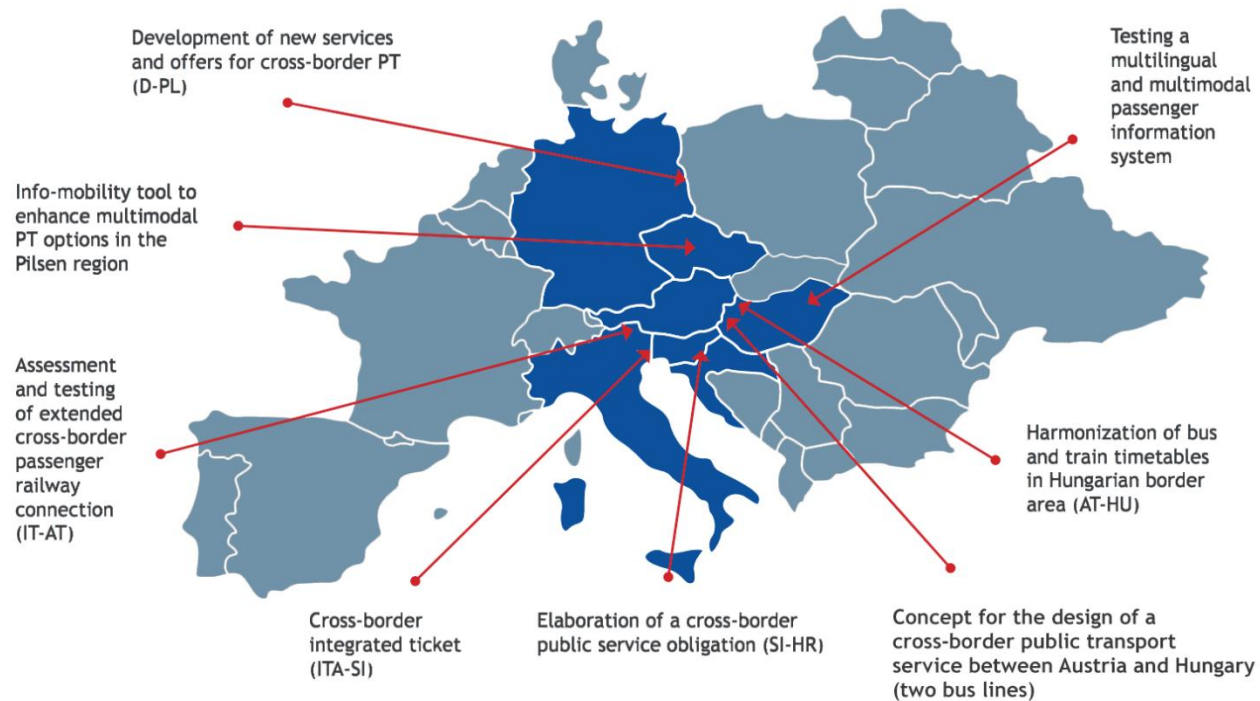 Development of new services
and offers for cross-border PT
(D-PL)
Testing a
multilingual
and multimodal
passenger
information
system
Info-mobility tool to
enhance multimodal
PT options in the
Pilsen region
Assessment
and testing
of extended
cross-border
passenger
railway
connection
(IT-AT)
Harmonization of bus
and train timetables
in Hungarian border
area (AT-HU)
Cross-border
integrated ticket
(ITA-SI)
Elaboration of a cross-border
public service obligation (SI-HR)
Concept for the design of a
cross-border public transport
service between Austria and Hungary
(two bus lines)